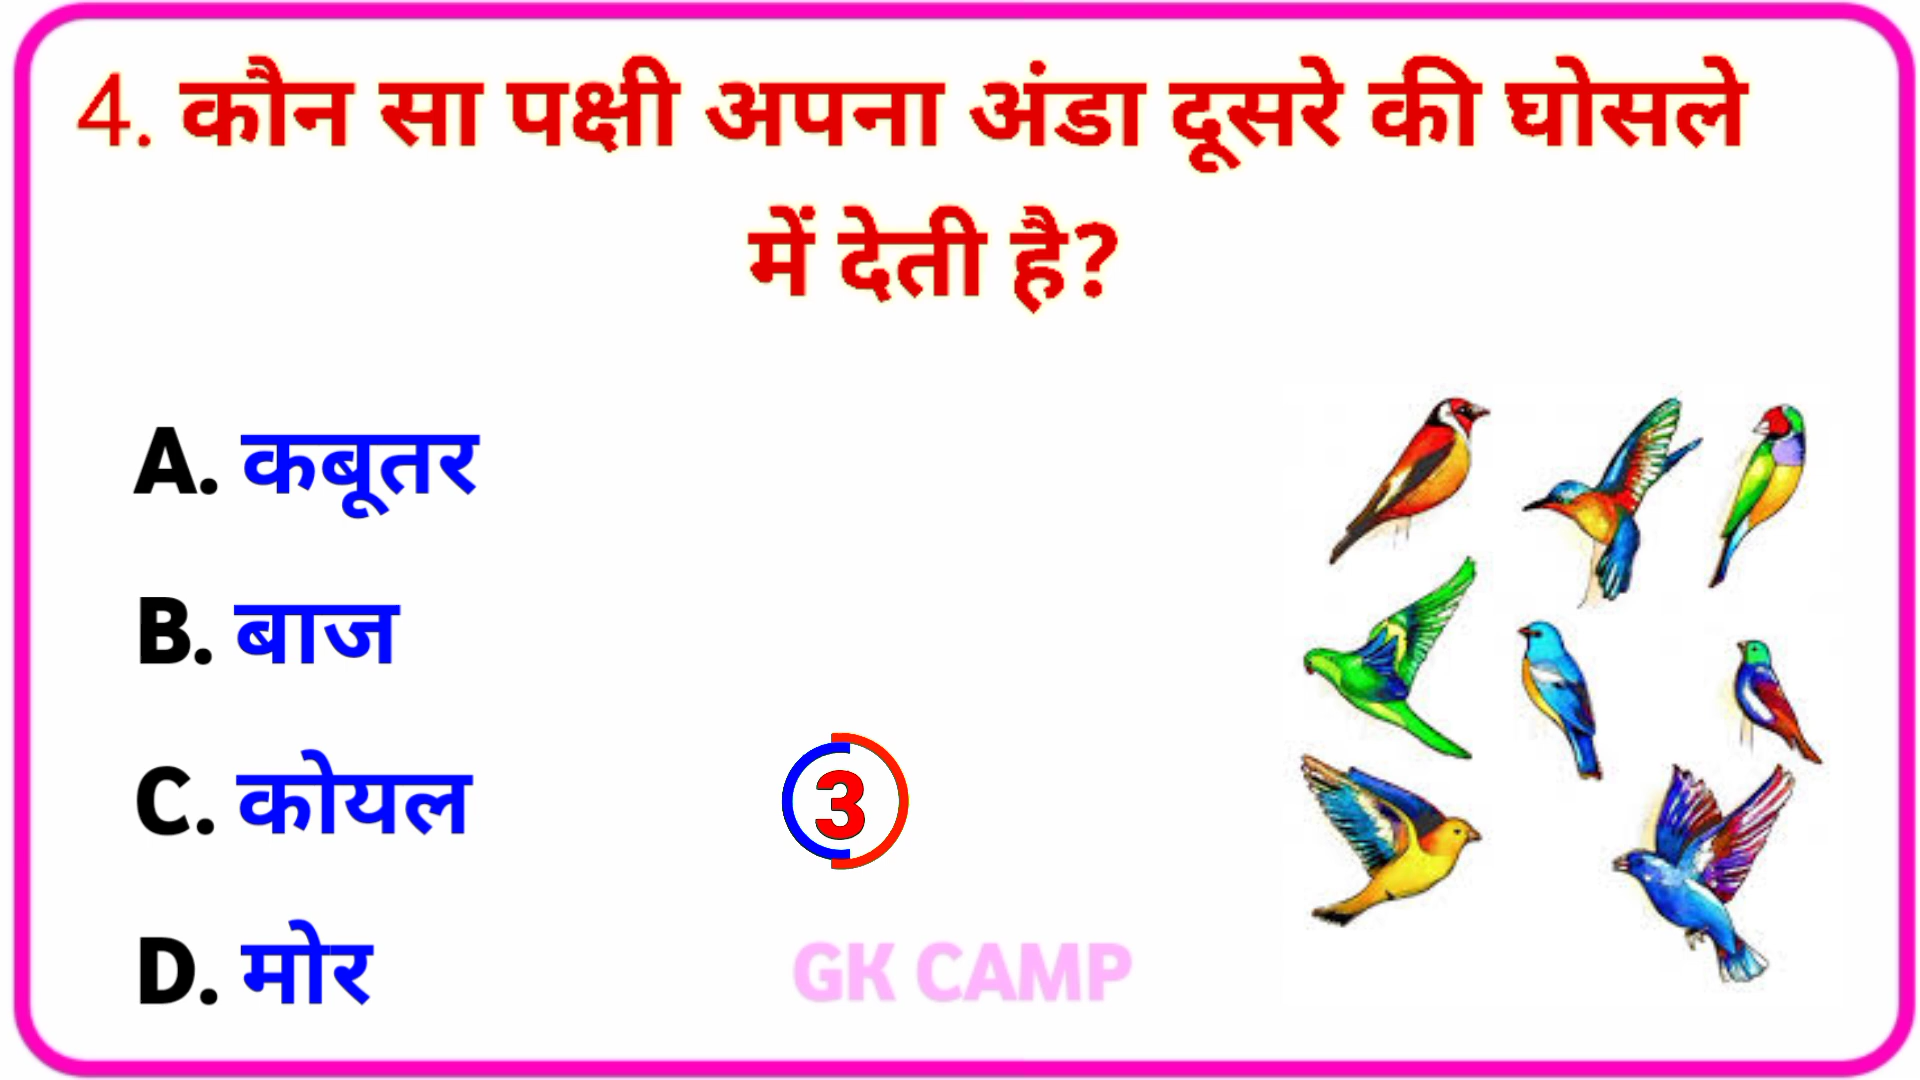 4. कौन सा पक्षी अपना अंडा दूसरे की घोसले
में देती है?
A. कबूतर
B. बाज
C. कोयल
3
D. मोर
GK CAMP